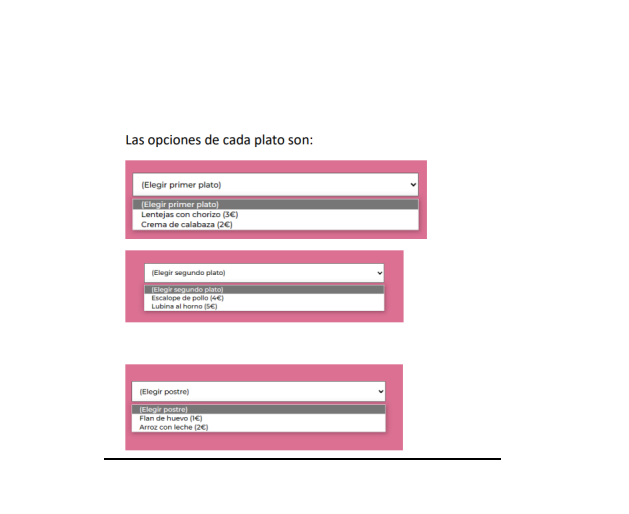 Las opciones de cada plato son:
(Elegir primer plato)
(Elegir primer plato)
Lentejas con chorizo (3€)
Crema de calabaza (2€)
(Elegir segundo plato)
(Elegir segundo plato)
Escalope de pollo (4€)
Lubina al horno (5€)
(Elegir postre)
(Elegir postre)
Flan de huevo (1€)
Arroz con leche (2€)